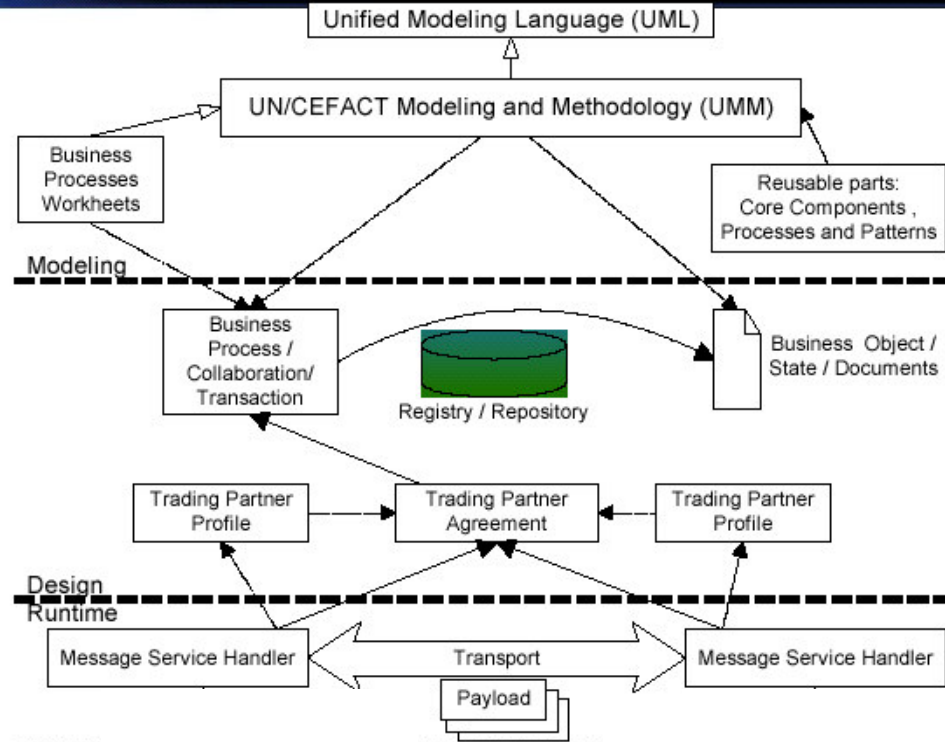 Unified Modeling Language (UML)
UN/CEFACT Modeling and Methodology (UMM)
Business
Processes
Workheets
Reusable parts:
Core Components ,
Processes and Patterns
Modeling
Business
Process /
Collaboration/
Transaction
Registry / Repository
Business Object /
State / Documents
Trading Partner
Profile
Trading Partner
Agreement
Trading Partner
Profile
Design
Runtime
Message Service Handler
Transport
Message Service Handler
Payload